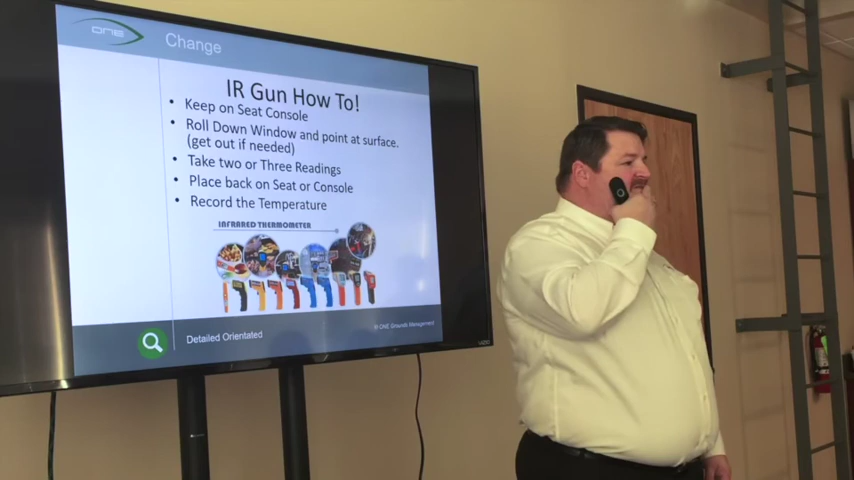 ONE
Change
IR Gun How To!
• Keep on Seat Console
• Roll Down Window and point at surface.
(get out if needed)
• Take two or Three Readings
• Place back on Seat or Console
• Record the Temperature
INFRARED THERMOMETER
Detailed Orientated
© ONE Grounds Management